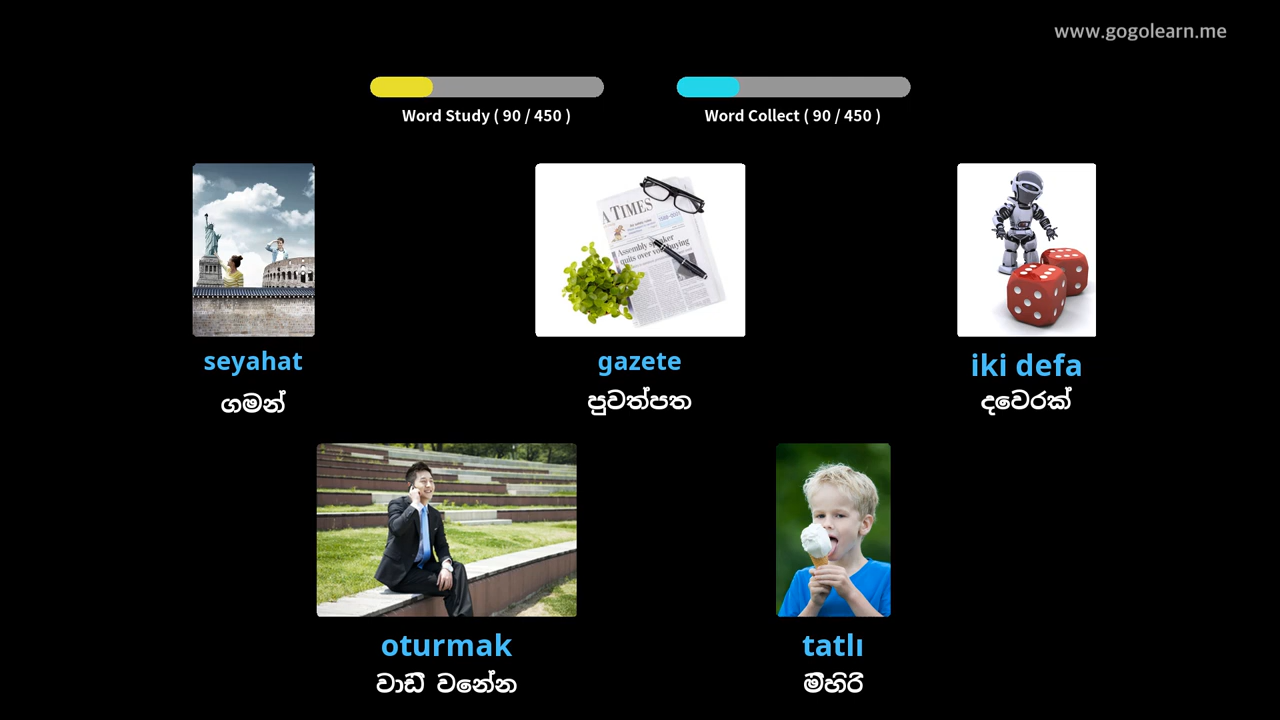 www.gogolearn.me
Word Study ( 90 / 450 )
Word Collect ( 90 / 450 )
seyahat
ගමන්
gazete
පුවත්පත
iki defa
දෙවරක්
oturmak
වාඩි වෙන්න
tatlı
මිහිරි
A TIMES